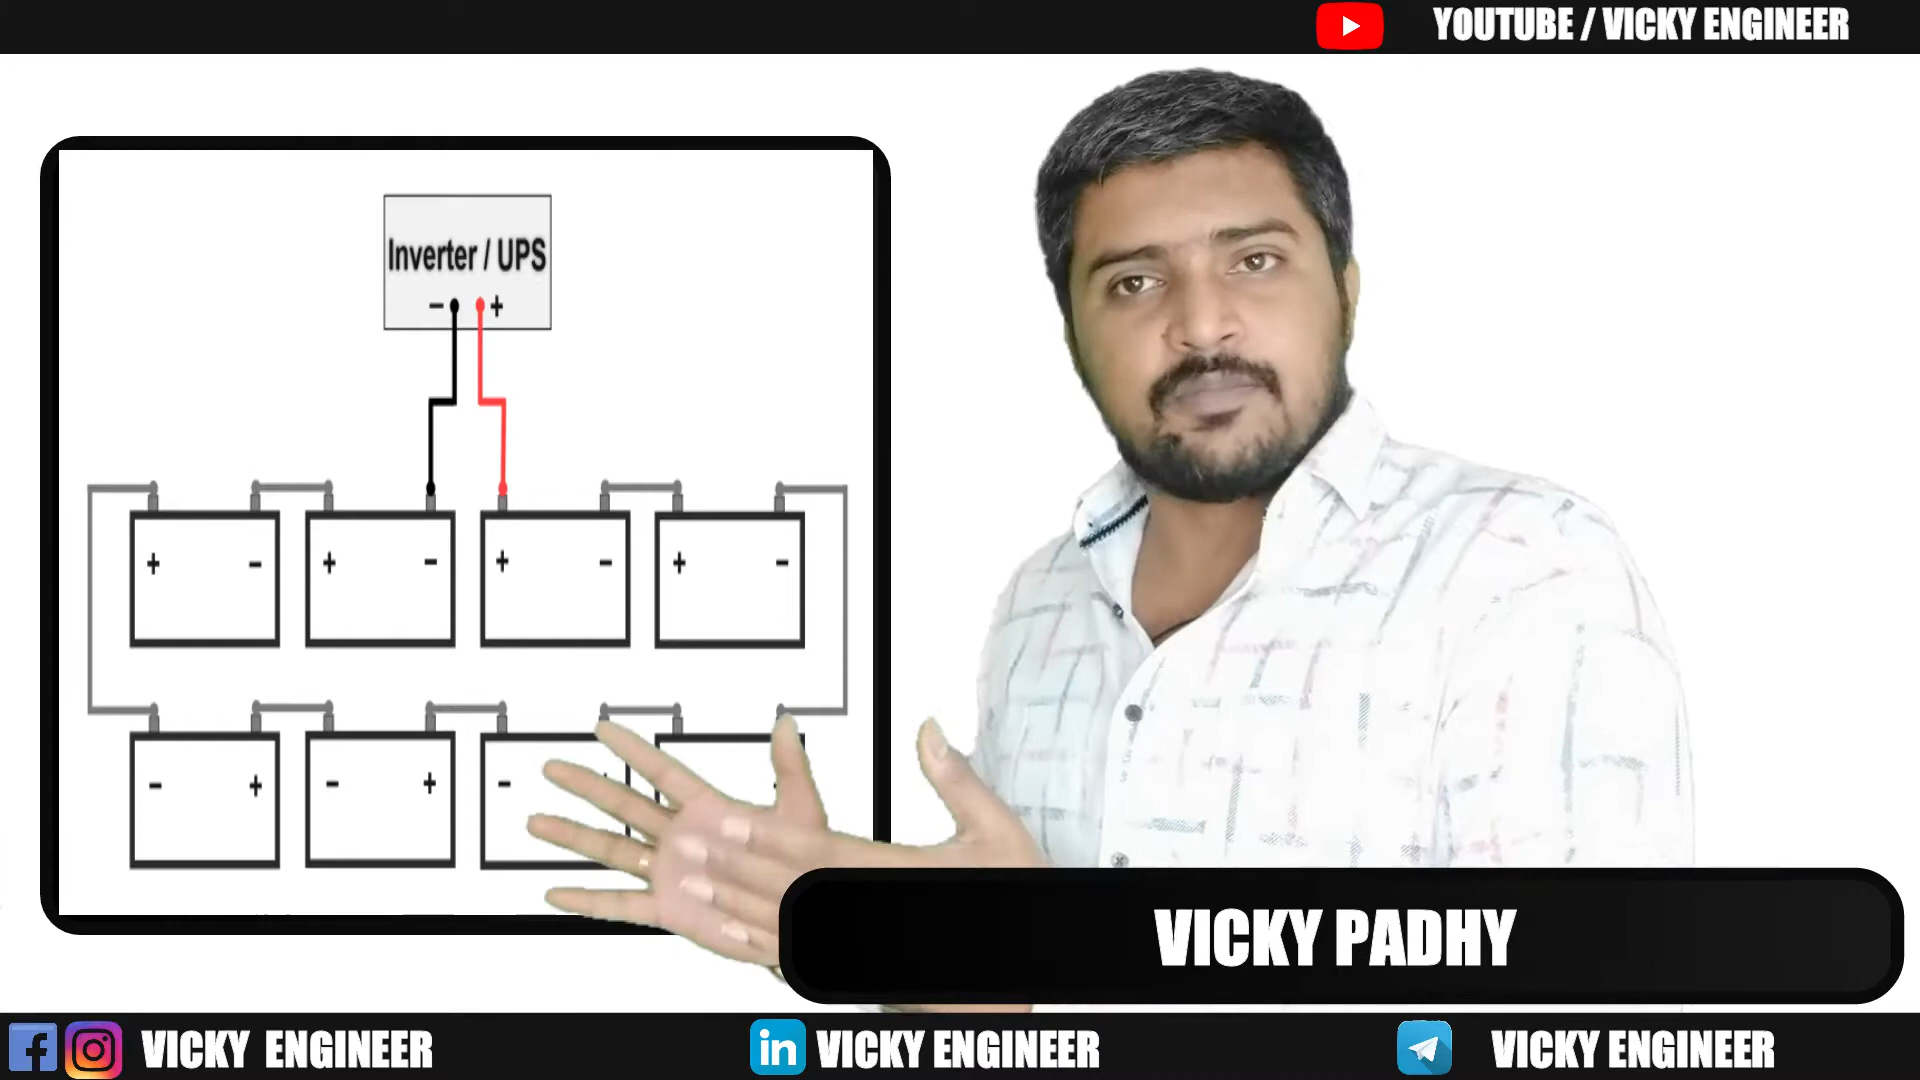 YOUTUBE / VICKY ENGINEER
Inverter / UPS
− +
+ − + − + − + −
− + − + −
VICKY PADHY
VICKY ENGINEER
VICKY ENGINEER
VICKY ENGINEER